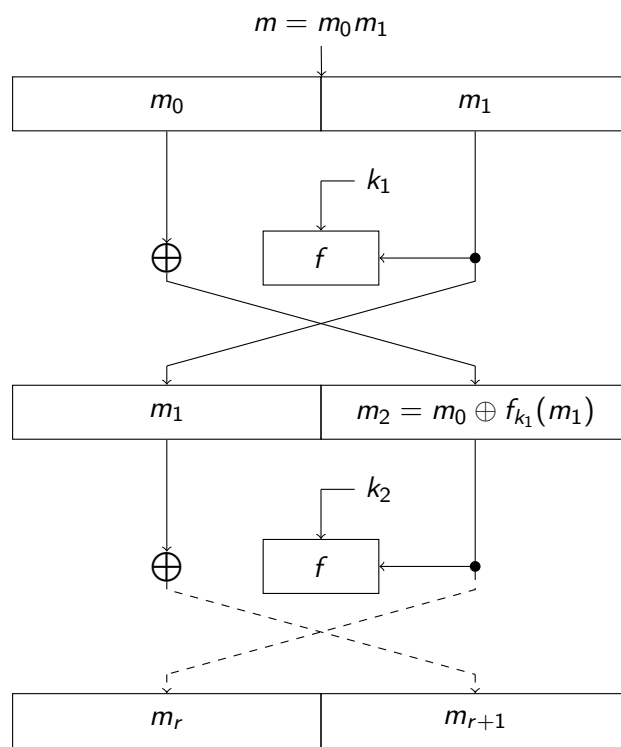 m = m₀m₁
m₀ m₁
k₁
f
m₁ m₂ = m₀ ⊕ f_{k₁}(m₁)
k₂
f
m_r m_{r+1}